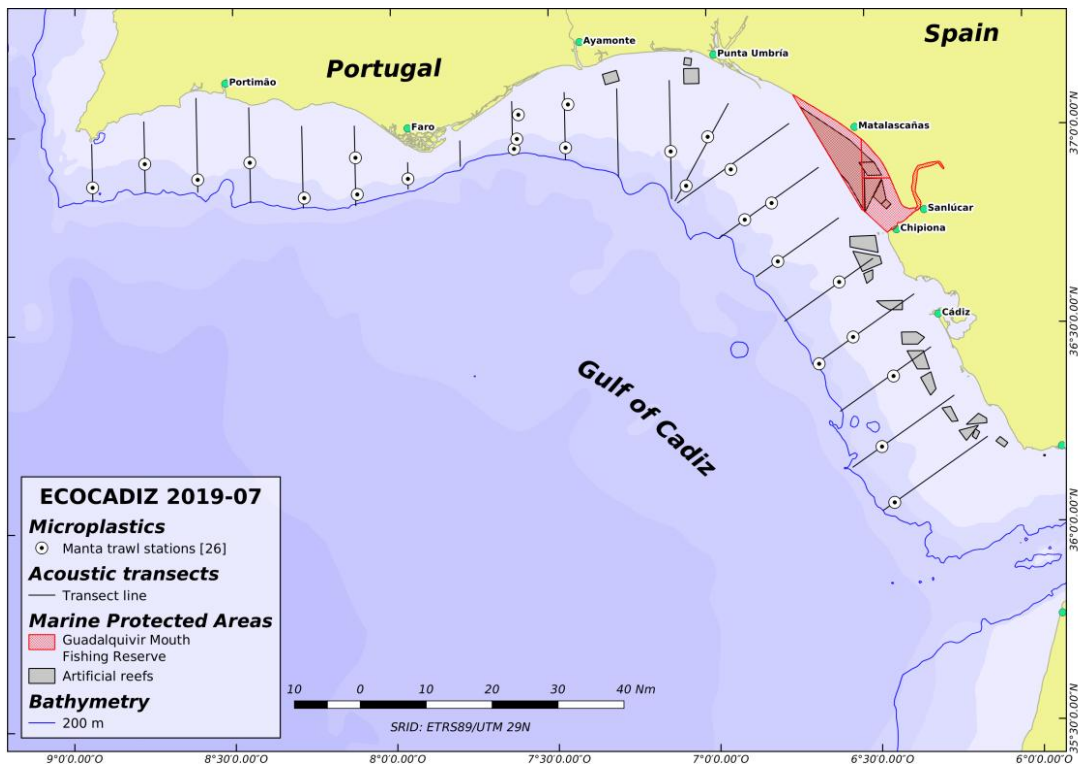 Spain
Ayamonte
Punta Umbría
Portugal
Portimão
Faro
Matalascañas
Sanlúcar
Chipiona
Cádiz
Gulf of Cadiz
37°0'0.00"N
36°30'0.00"N
36°0'0.00"N
35°30'0.00"N
ECOCADIZ 2019-07
Microplastics
Manta trawl stations [26]
Acoustic transects
Transect line
Marine Protected Areas
Guadalquivir Mouth
Fishing Reserve
Artificial reefs
Bathymetry
200 m
10 0 10 20 30 40 Nm
SRID: ETRS89/UTM 29N
9°0'0.00"O 8°30'0.00"O 8°0'0.00"O 7°30'0.00"O 7°0'0.00"O 6°30'0.00"O 6°0'0.00"O